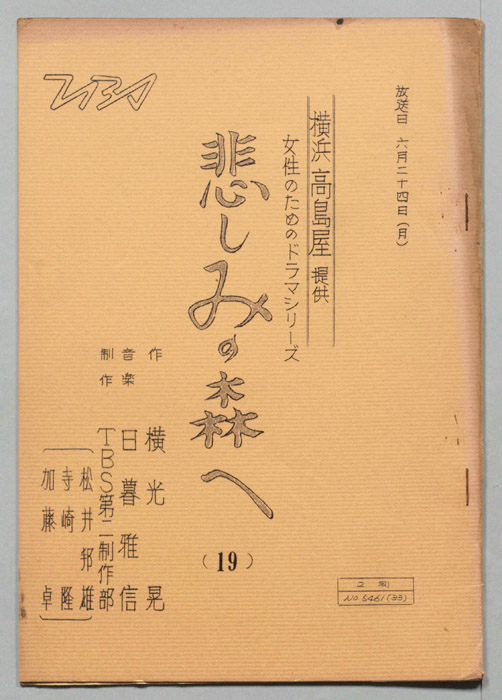 放送日 六月二十四日(月)
横浜 高島屋 提供
女性のためのドラマシリーズ
悲しみの森へ
(19)
TBS
作 横光 晃
音楽 日暮雅信
制作 TBS第二制作部
松井邦雄
寺崎 隆
加藤 卓
No 5461(33)